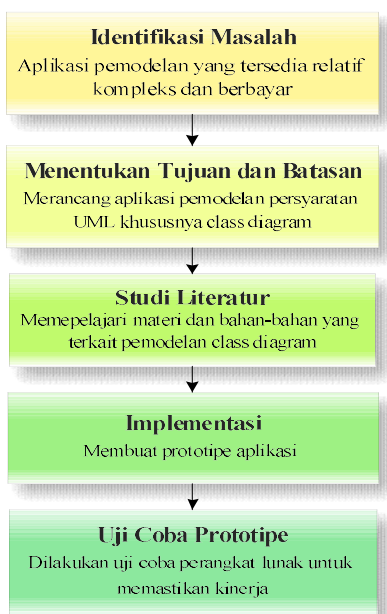 Identifikasi Masalah
Aplikasi pemodelan yang tersedia relatif
kompleks dan berbayar
Menentukan Tujuan dan Batasan
Merancang aplikasi pemodelan persyaratan
UML khususnya class diagram
Studi Literatur
Memepelajari materi dan bahan-bahan yang
terkait pemodelan class diagram
Implementasi
Membuat prototipe aplikasi
Uji Coba Prototipe
Dilakukan uji coba perangkat lunak untuk
memastikan kinerja